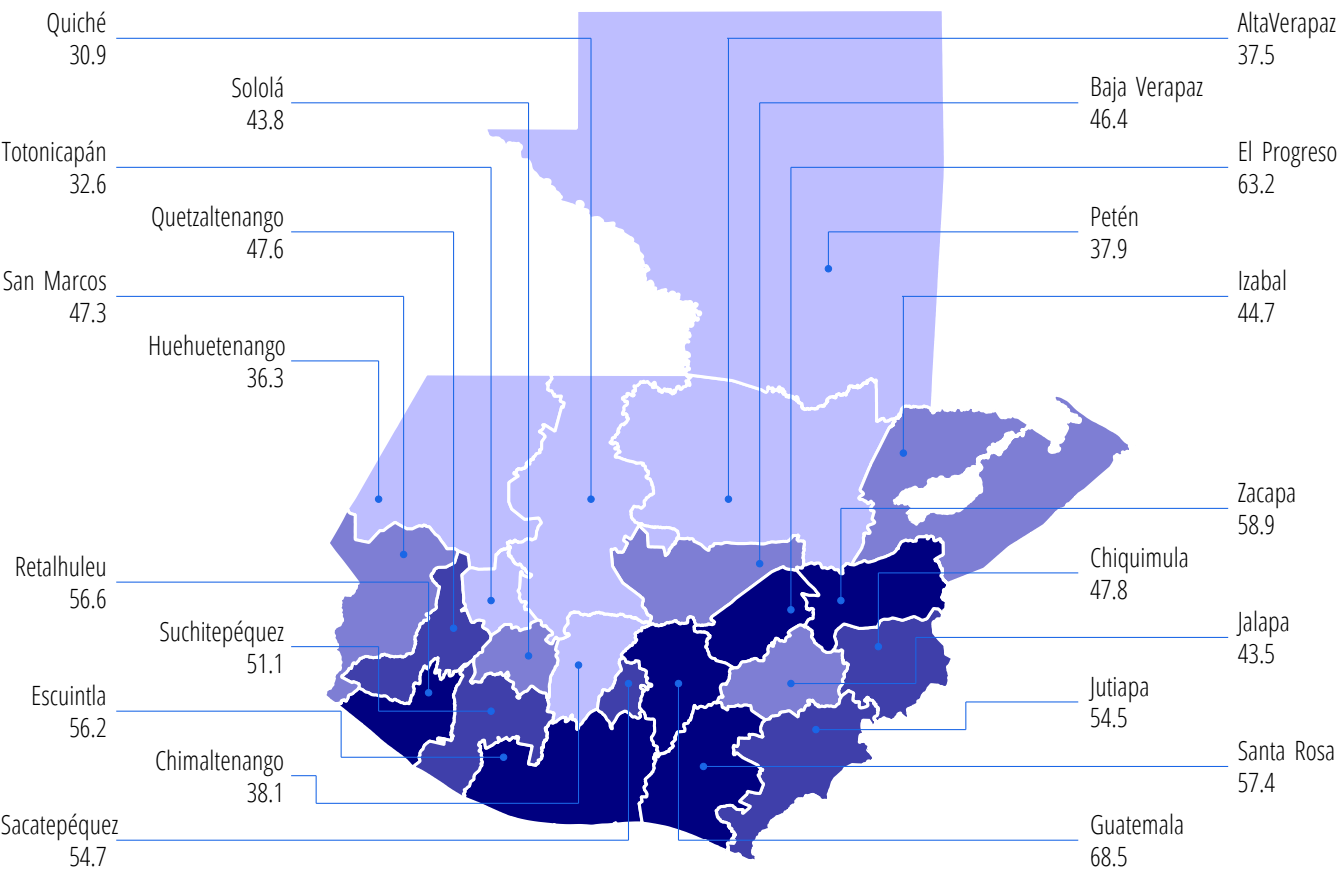 Quiché
30.9
Sololá
43.8
Totonicapán
32.6
Quetzaltenango
47.6
San Marcos
47.3
Huehuetenango
36.3
Retalhuleu
56.6
Suchitepéquez
51.1
Escuintla
56.2
Chimaltenango
38.1
Sacatepéquez
54.7
AltaVerapaz
37.5
Baja Verapaz
46.4
El Progreso
63.2
Petén
37.9
Izabal
44.7
Zacapa
58.9
Chiquimula
47.8
Jalapa
43.5
Jutiapa
54.5
Santa Rosa
57.4
Guatemala
68.5